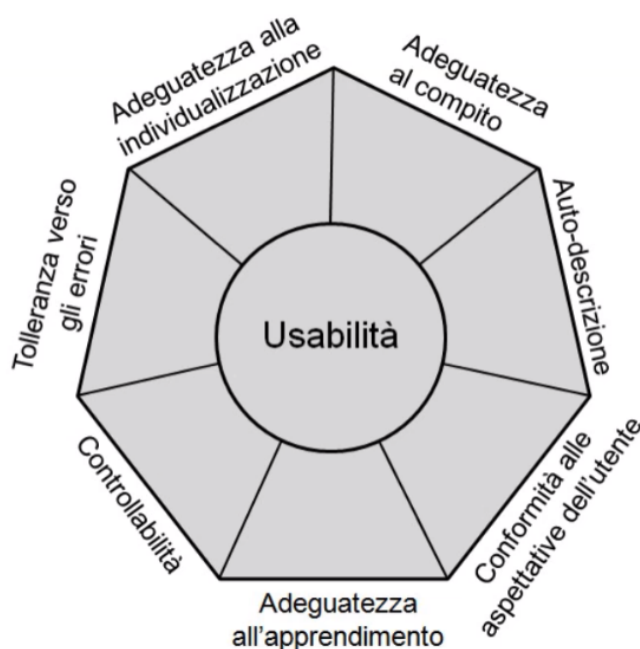 Adeguatezza alla
individualizzazione
Adeguatezza
al compito
Auto-descrizione
Conformità alle
aspettative dell'utente
Adeguatezza
all'apprendimento
Controllabilità
Tolleranza verso
gli errori
Usabilità